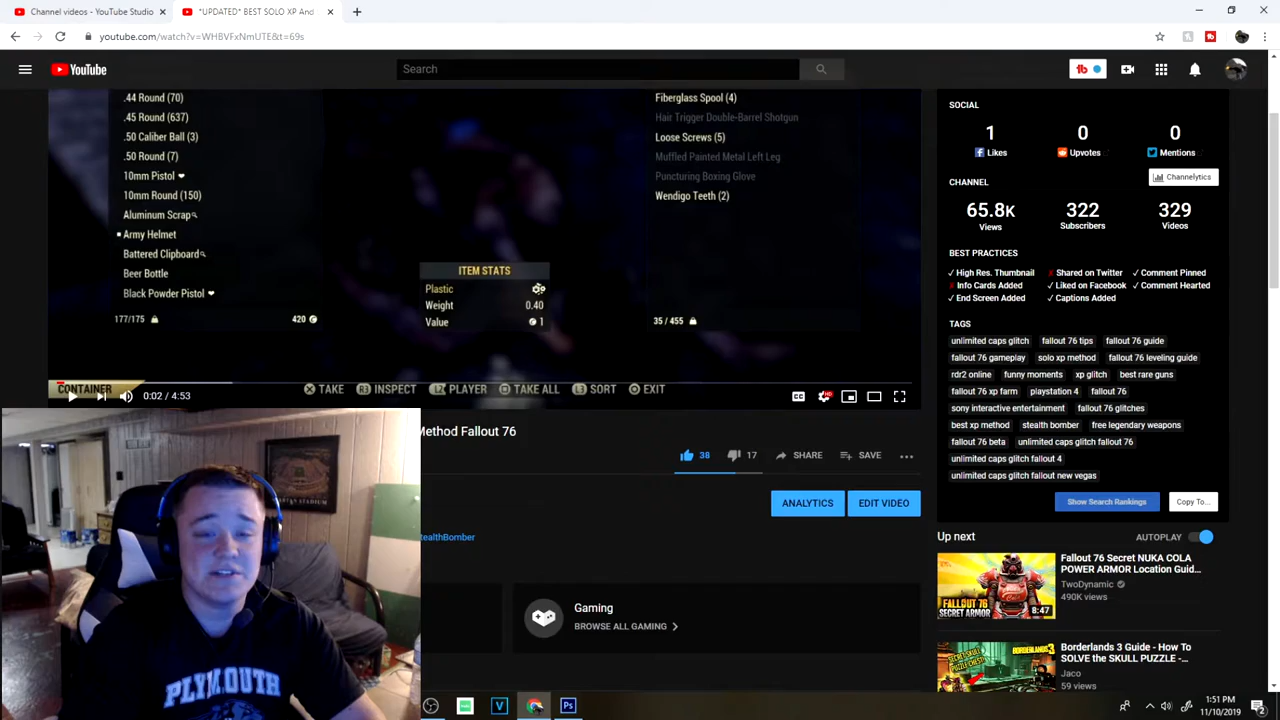 Channel videos - YouTube Studio
*UPDATED* BEST SOLO XP And
youtube.com/watch?v=WHBVFxNmUTE&t=69s
YouTube
Search
.44 Round (70)
.45 Round (637)
.50 Caliber Ball (3)
.50 Round (7)
10mm Pistol
10mm Round (150)
Aluminum Scrap
Army Helmet
Battered Clipboard
Beer Bottle
Black Powder Pistol
177/175
420
ITEM STATS
Plastic
Weight 0.40
Value 1
Fiberglass Spool (4)
Hair Trigger Double-Barrel Shotgun
Loose Screws (5)
Muffled Painted Metal Left Leg
Puncturing Boxing Glove
Wendigo Teeth (2)
35 / 455
CONTAINER
TAKE
R3 INSPECT
L2 PLAYER
TAKE ALL
L3 SORT
EXIT
0:02 / 4:53
CC
HD
Method Fallout 76
38
17
SHARE
SAVE
ANALYTICS
EDIT VIDEO
tealthBomber
Gaming
BROWSE ALL GAMING
SOCIAL
1
Likes
0
Upvotes
0
Mentions
CHANNEL
Channelytics
65.8K
Views
322
Subscribers
329
Videos
BEST PRACTICES
High Res. Thumbnail
Shared on Twitter
Comment Pinned
Info Cards Added
Liked on Facebook
Comment Hearted
End Screen Added
Captions Added
TAGS
unlimited caps glitch
fallout 76 tips
fallout 76 guide
fallout 76 gameplay
solo xp method
fallout 76 leveling guide
rdr2 online
funny moments
xp glitch
best rare guns
fallout 76 xp farm
playstation 4
fallout 76
sony interactive entertainment
fallout 76 glitches
best xp method
stealth bomber
free legendary weapons
fallout 76 beta
unlimited caps glitch fallout 76
unlimited caps glitch fallout 4
unlimited caps glitch fallout new vegas
Show Search Rankings
Copy To...
Up next
AUTOPLAY
FALLOUT 76
SECRET ARMOR
8:47
Fallout 76 Secret NUKA COLA
POWER ARMOR Location Guid...
TwoDynamic
490K views
BORDERLANDS 3
Borderlands 3 Guide - How To
SOLVE the SKULL PUZZLE -...
Jaco
59 views
PLYMOUTH
1:51 PM
11/10/2019
2